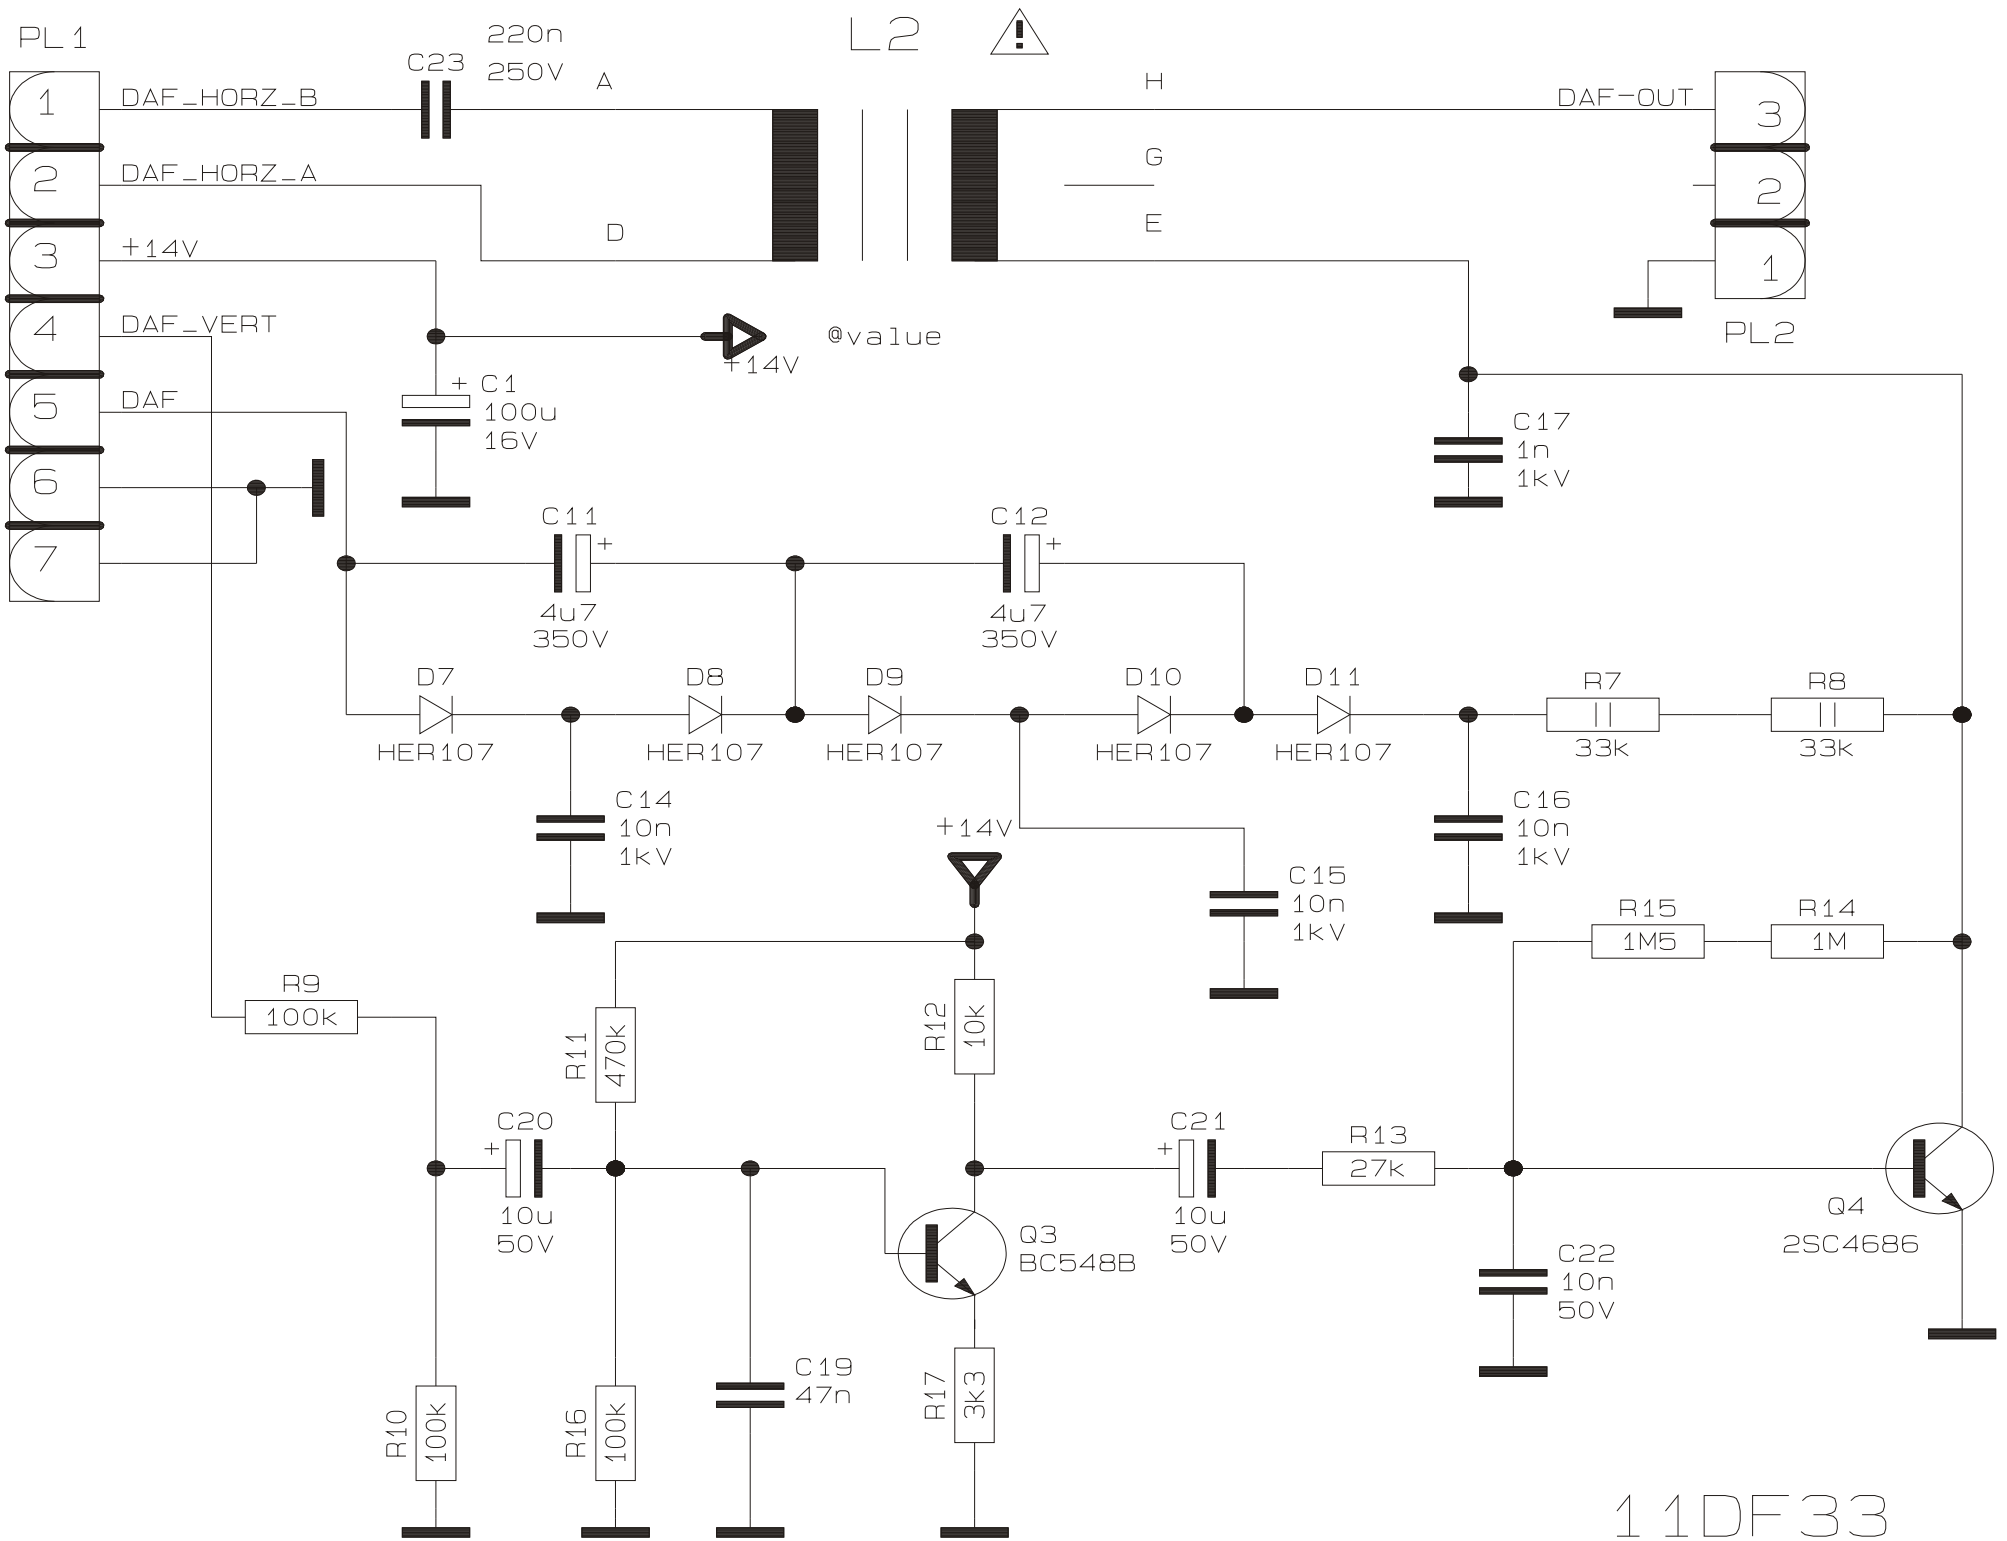 PL1
1
DAF_HORZ_B
2
DAF_HORZ_A
3
+14V
4
DAF_VERT
5
DAF
6
7
C23
220n
250V
A
D
L2
!
H
G
E
DAF-OUT
3
2
1
PL2
@value
+14V
+ C1
100u
16V
C17
1n
1kV
C11
+
4u7
350V
C12
+
4u7
350V
D7
HER107
D8
HER107
D9
HER107
D10
HER107
D11
HER107
R7
33k
R8
33k
C14
10n
1kV
+14V
C15
10n
1kV
C16
10n
1kV
R15
1M5
R14
1M
R9
100k
R11
470k
R12
10k
C20
+
10u
50V
C21
+
10u
50V
R13
27k
Q3
BC548B
Q4
2SC4686
C22
10n
50V
R10
100k
R16
100k
C19
47n
R17
3k3
11DF33